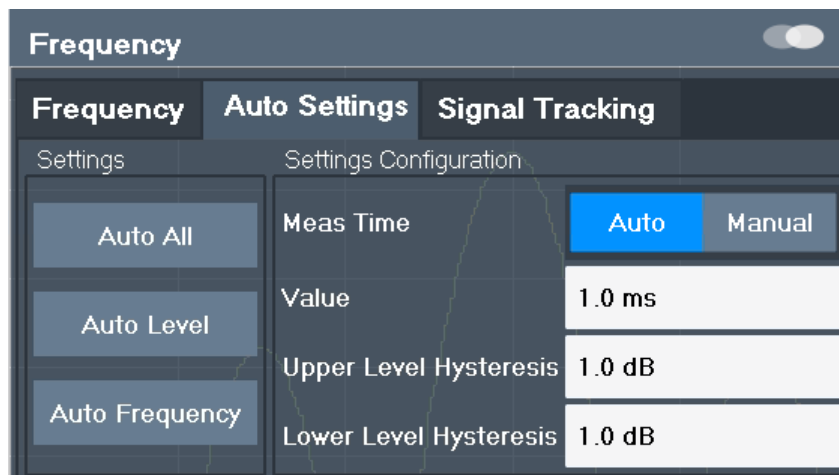 Frequency
Frequency Auto Settings Signal Tracking
Settings Settings Configuration
Auto All
Auto Level
Auto Frequency
Meas Time Auto Manual
Value 1.0 ms
Upper Level Hysteresis 1.0 dB
Lower Level Hysteresis 1.0 dB